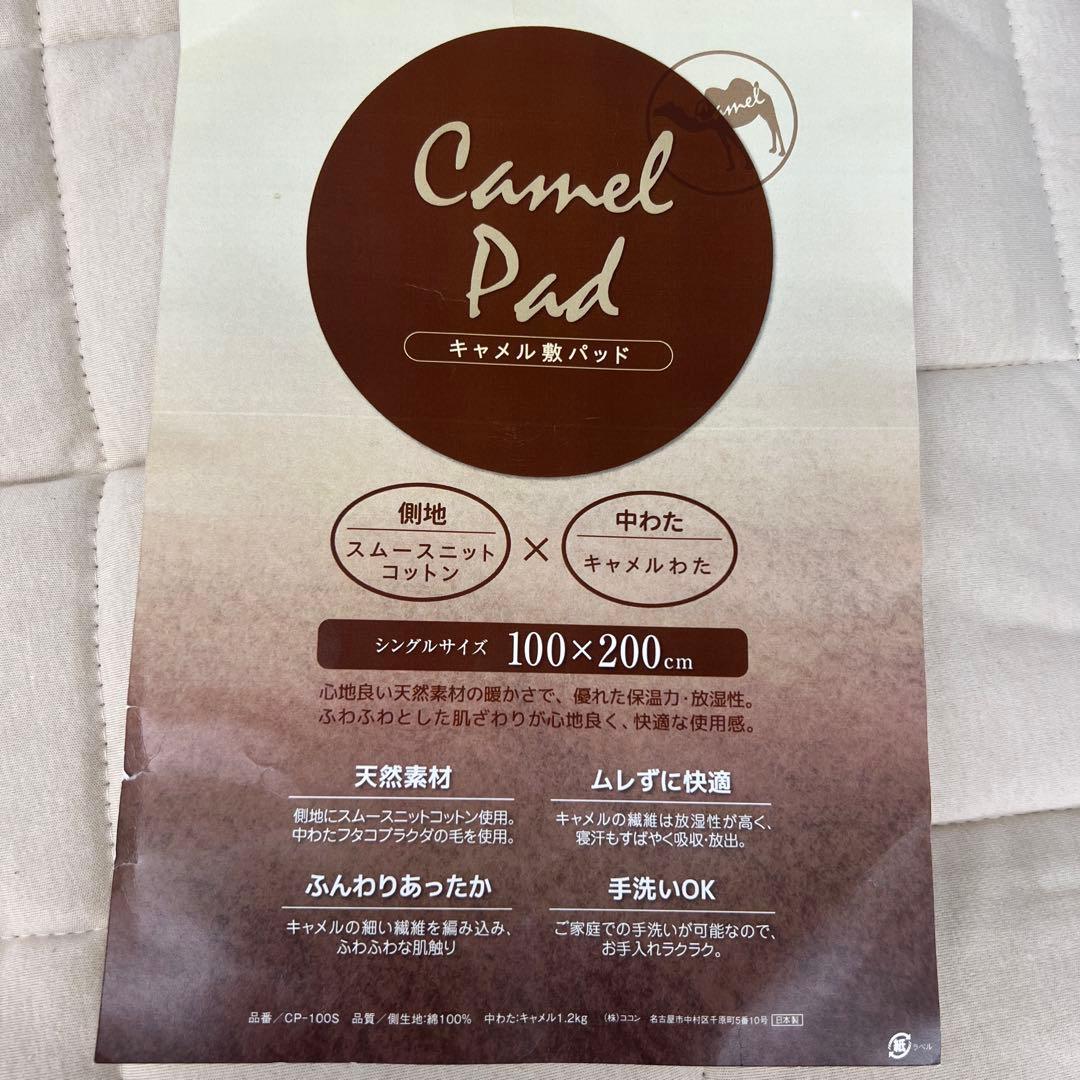 Camel
Camel
Pad
キャメル敷パッド
側地
スムースニット
コットン
×
中わた
キャメルわた
シングルサイズ 100×200cm
心地良い天然素材の暖かさで、優れた保温力・放湿性。
ふわふわとした肌ざわりが心地良く、快適な使用感。
天然素材
側地にスムースニットコットン使用。
中わたフタコブラクダの毛を使用。
ムレずに快適
キャメルの繊維は放湿性が高く、
寝汗もすばやく吸収・放出。
ふんわりあったか
キャメルの細い繊維を編み込み、
ふわふわな肌触り
手洗いOK
ご家庭での手洗いが可能なので、
お手入れラクラク。
品番／CP-100S 品質／側生地:綿100% 中わた:キャメル1.2kg (株)ココン 名古屋市中村区千原町5番10号 日本製
紙 ラベル